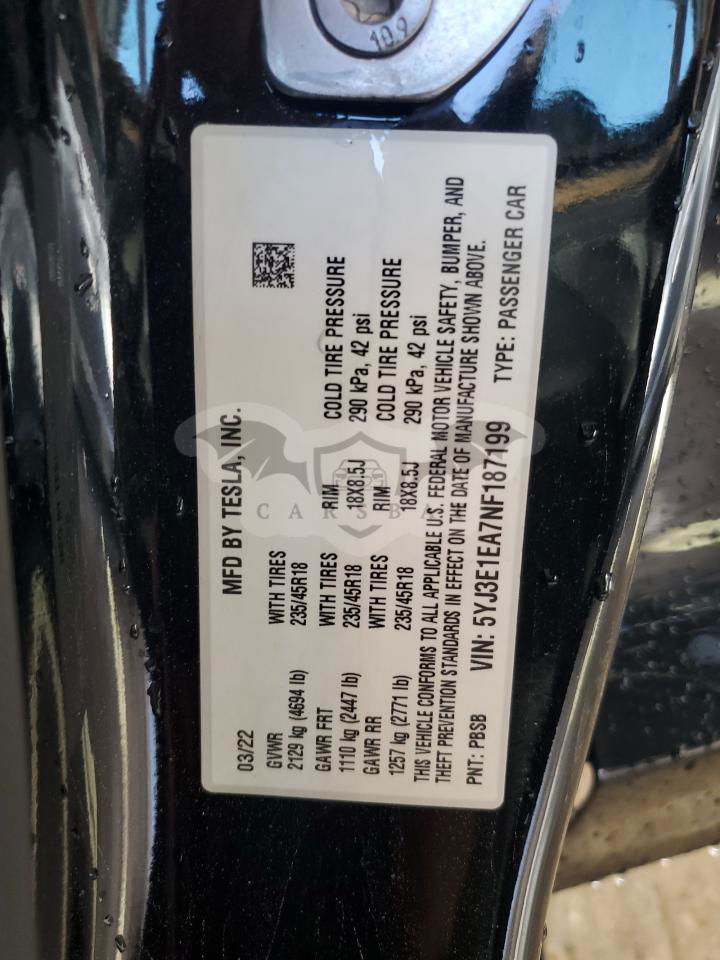 10.9
03/22 MFD BY TESLA, INC.
GVWR WITH TIRES
2129 kg (4694 lb) 235/45R18
GAWR FRT WITH TIRES RIM COLD TIRE PRESSURE
1110 kg (2447 lb) 235/45R18 18X8.5J 290 kPa, 42 psi
GAWR RR WITH TIRES RIM COLD TIRE PRESSURE
1257 kg (2771 lb) 235/45R18 18X8.5J 290 kPa, 42 psi
THIS VEHICLE CONFORMS TO ALL APPLICABLE U.S. FEDERAL MOTOR VEHICLE SAFETY, BUMPER, AND
THEFT PREVENTION STANDARDS IN EFFECT ON THE DATE OF MANUFACTURE SHOWN ABOVE.
PNT: PBSB VIN: 5YJ3E1EA7NF187199 TYPE: PASSENGER CAR